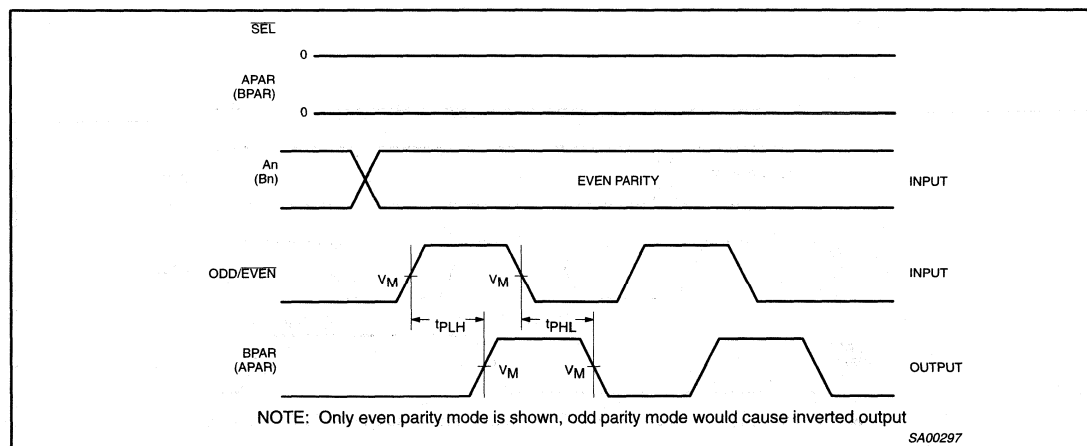 SEL
0
APAR
(BPAR)
0
An
(Bn)
EVEN PARITY
INPUT
ODD/EVEN
VM
VM
INPUT
tPLH
tPHL
BPAR
(APAR)
VM
VM
OUTPUT
NOTE: Only even parity mode is shown, odd parity mode would cause inverted output
SA00297